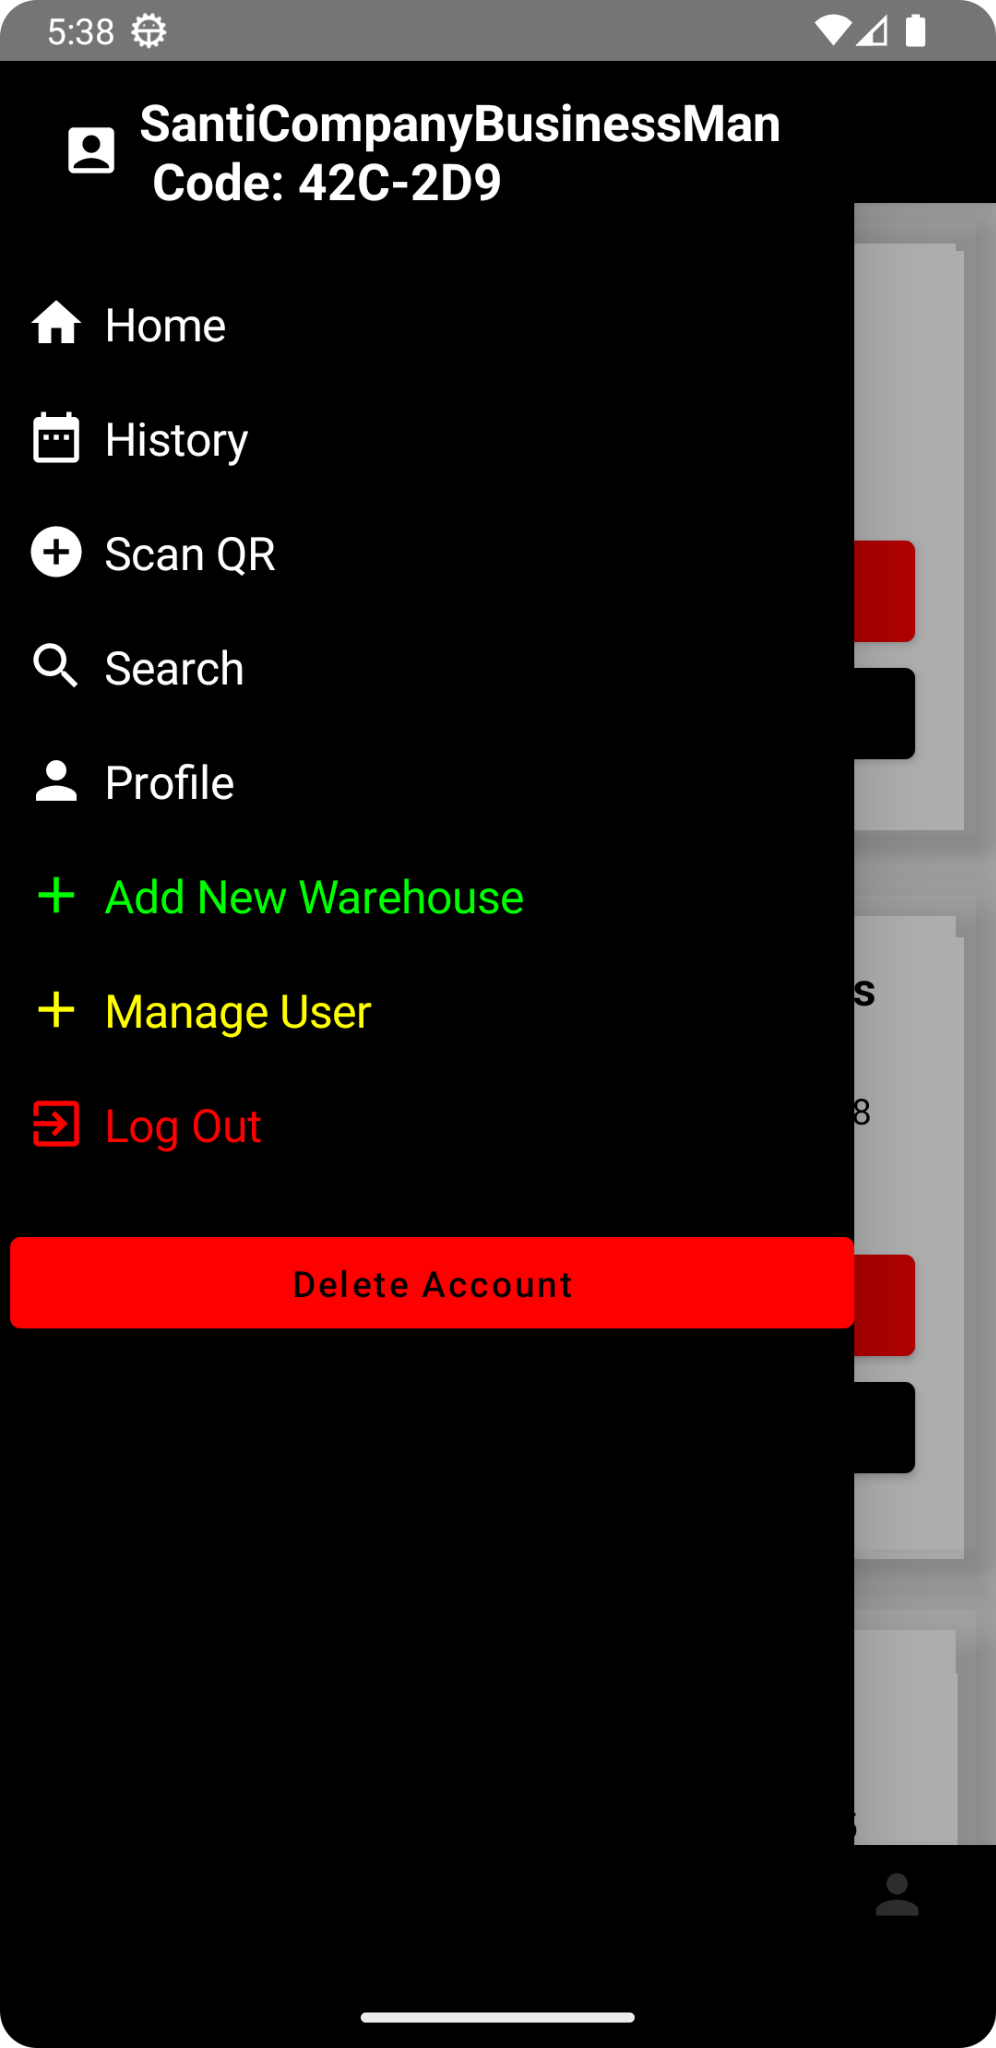 5:38
SantiCompanyBusinessMan
Code: 42C-2D9
Home
History
Scan QR
Search
Profile
Add New Warehouse
s
Manage User
8
Log Out
Delete Account